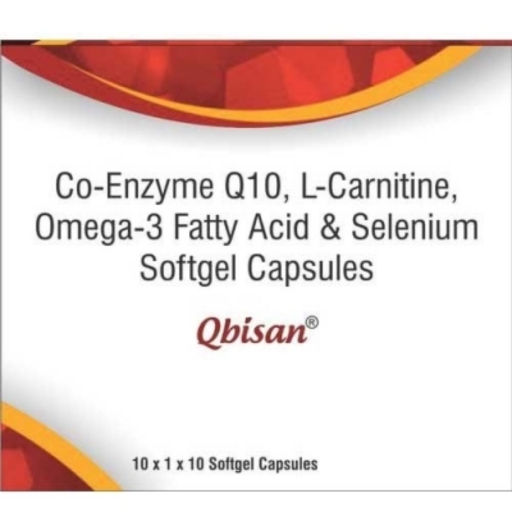 Co-Enzyme Q10, L-Carnitine,
Omega-3 Fatty Acid & Selenium
Softgel Capsules
Qbisan®
10 x 1 x 10 Softgel Capsules